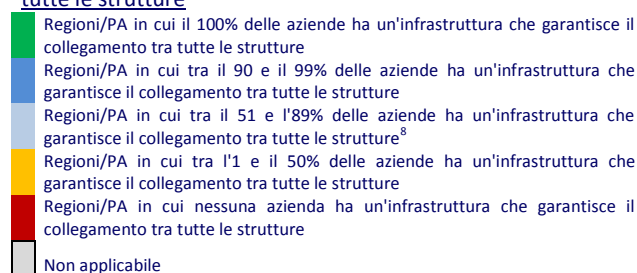 tutte le strutture
Regioni/PA in cui il 100% delle aziende ha un'infrastruttura che garantisce il
collegamento tra tutte le strutture
Regioni/PA in cui tra il 90 e il 99% delle aziende ha un'infrastruttura che
garantisce il collegamento tra tutte le strutture
Regioni/PA in cui tra il 51 e l'89% delle aziende ha un'infrastruttura che
garantisce il collegamento tra tutte le strutture⁸
Regioni/PA in cui tra l'1 e il 50% delle aziende ha un'infrastruttura che
garantisce il collegamento tra tutte le strutture
Regioni/PA in cui nessuna azienda ha un'infrastruttura che garantisce il
collegamento tra tutte le strutture
Non applicabile